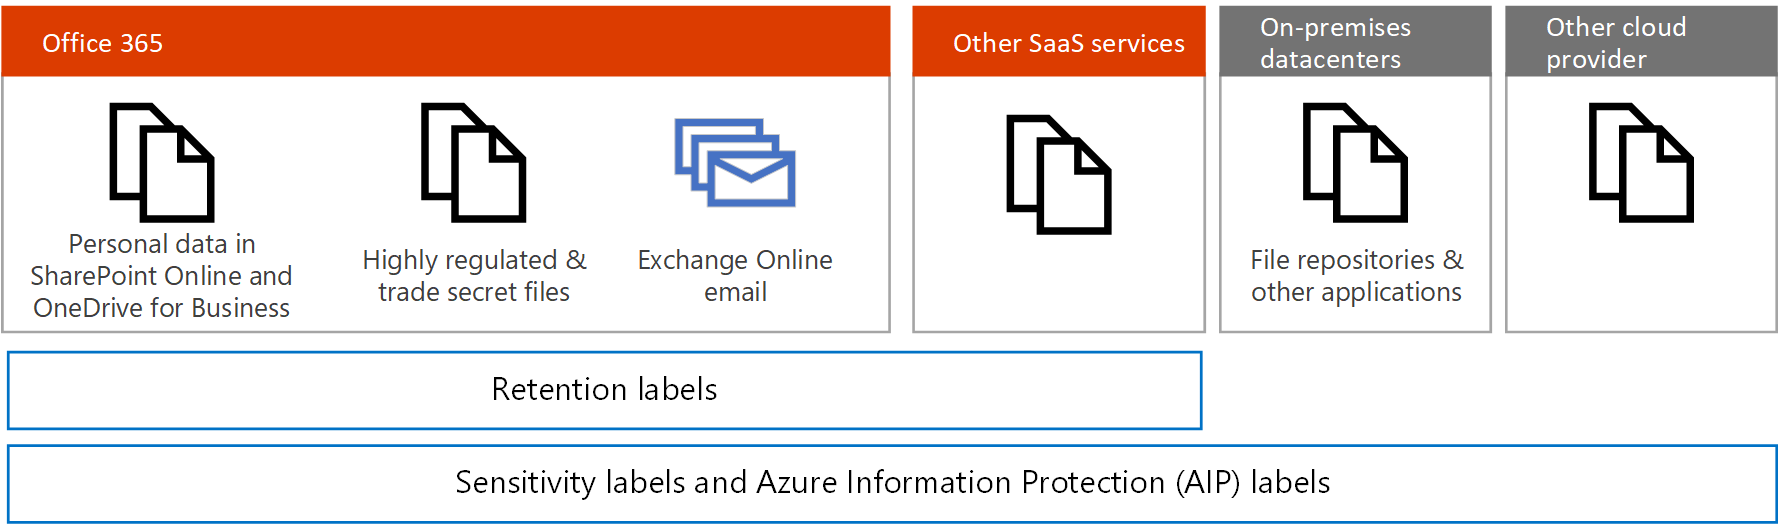 Office 365
Other SaaS services
On-premises
datacenters
Other cloud
provider
Personal data in
SharePoint Online and
OneDrive for Business
Highly regulated &
trade secret files
Exchange Online
email
File repositories &
other applications
Retention labels
Sensitivity labels and Azure Information Protection (AIP) labels